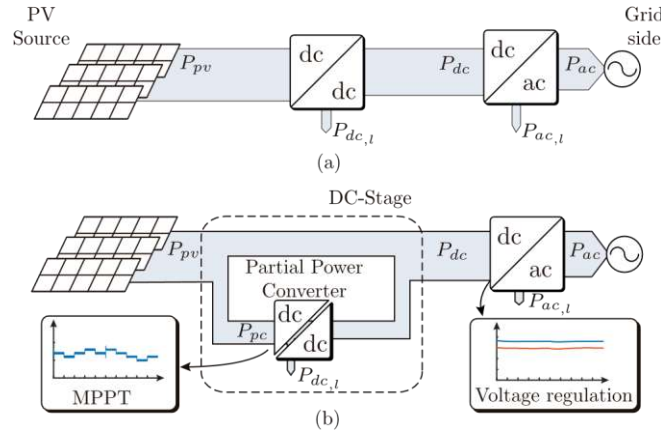 PV
Source
Grid
side
P_pv
dc
dc
P_dc
dc
ac
P_ac
P_dc,l
P_ac,l
(a)
DC-Stage
P_pv
P_dc
dc
ac
P_ac
Partial Power
Converter
P_pc
dc
dc
P_ac,l
P_dc,l
MPPT
Voltage regulation
(b)